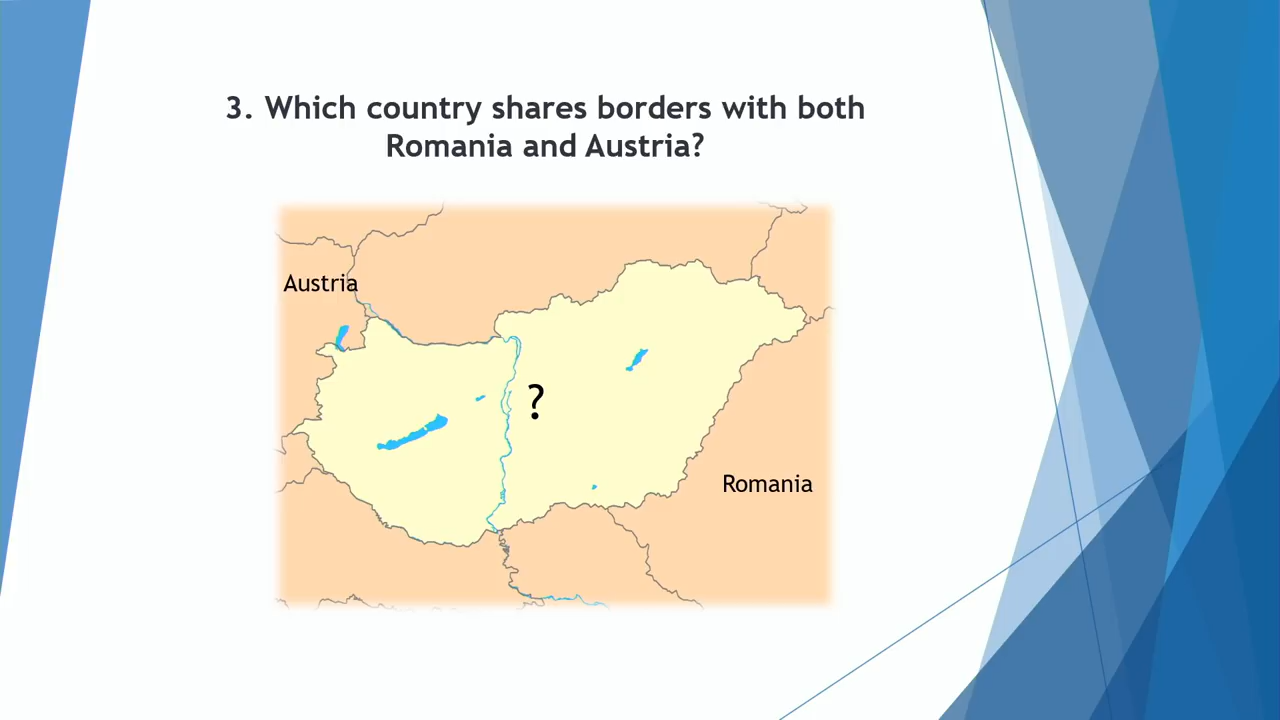 3. Which country shares borders with both
Romania and Austria?
Austria
?
Romania